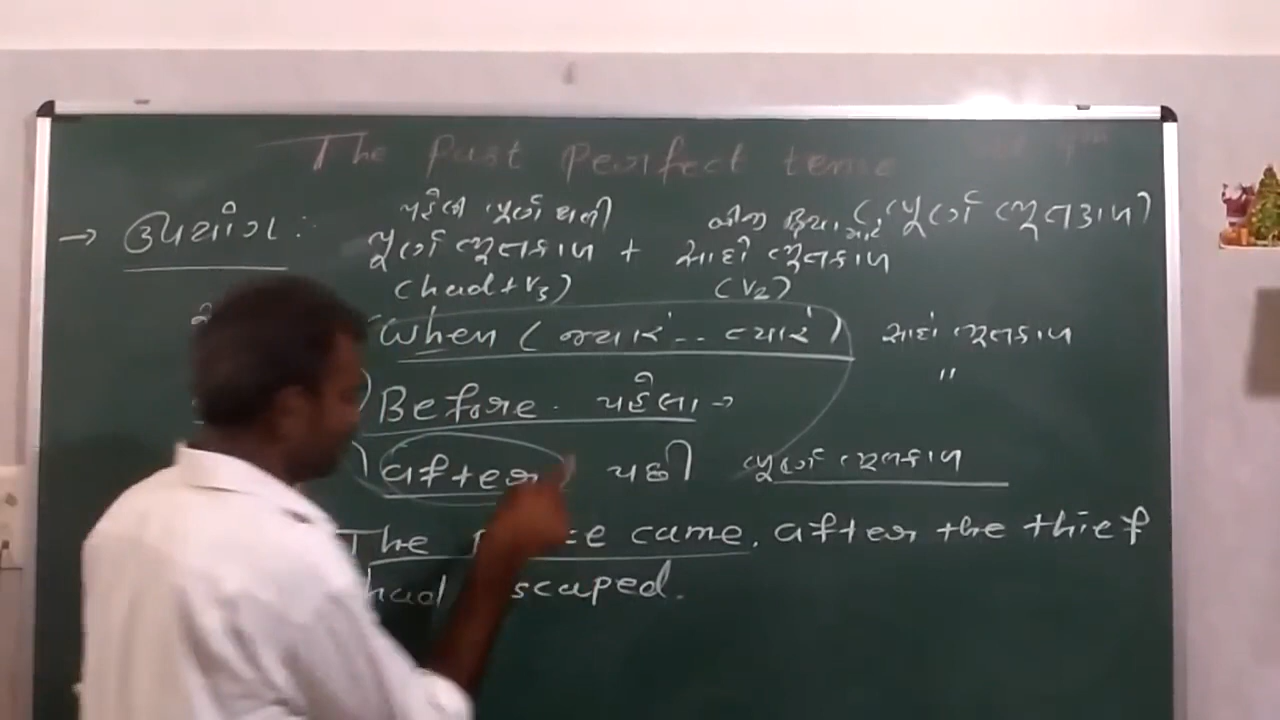 The Past Perfect tense
→ ઉપયોગ :
પહેલા પૂર્ણ થતી બીજી ક્રિયા માટે (પૂર્ણ ભૂતકાળ)
પૂર્ણ ભૂતકાળ + સાદો ભૂતકાળ
(had + V3) (V2)
When (જ્યારે .. ત્યારે) સાદો ભૂતકાળ
Before . પહેલા → "
after પછી પૂર્ણ ભૂતકાળ
The came. after the thief
had scaped.